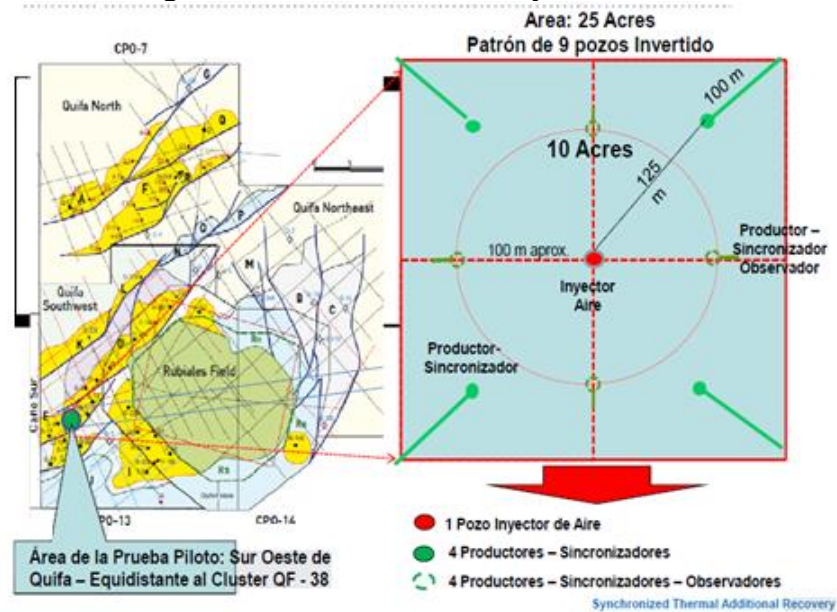 Area: 25 Acres
Patrón de 9 pozos Invertido
CPO-7
Quifa North
G
Q
A
F
P
O
N
Quifa Northeast
M
B
C
Quifa
Southwest
L
K
D
Rubiales Field
Caño Sur
E
J
I
CPO-14
100 m
10 Acres
125
m
100 m aprox.
Inyector
Aire
Productor –
Sincronizador
Observador
Productor-
Sincronizador
Área de la Prueba Piloto: Sur Oeste de
Quifa – Equidistante al Cluster QF - 38
1 Pozo Inyector de Aire
4 Productores – Sincronizadores
4 Productores – Sincronizadores – Observadores
Synchronized Thermal Additional Recovery